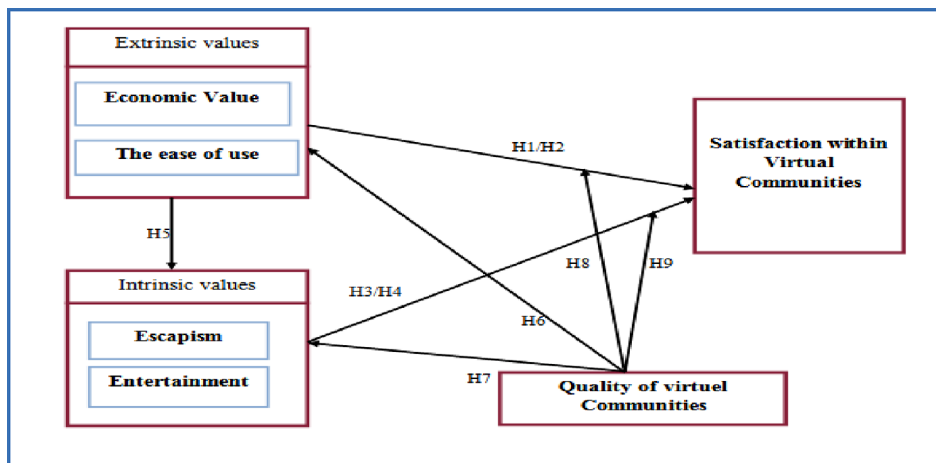 Extrinsic values
Economic Value
The ease of use
H1/H2
Satisfaction within
Virtual
Communities
H5
Intrinsic values
Escapism
Entertainment
H3/H4
H8
H9
H6
H7
Quality of virtuel
Communities